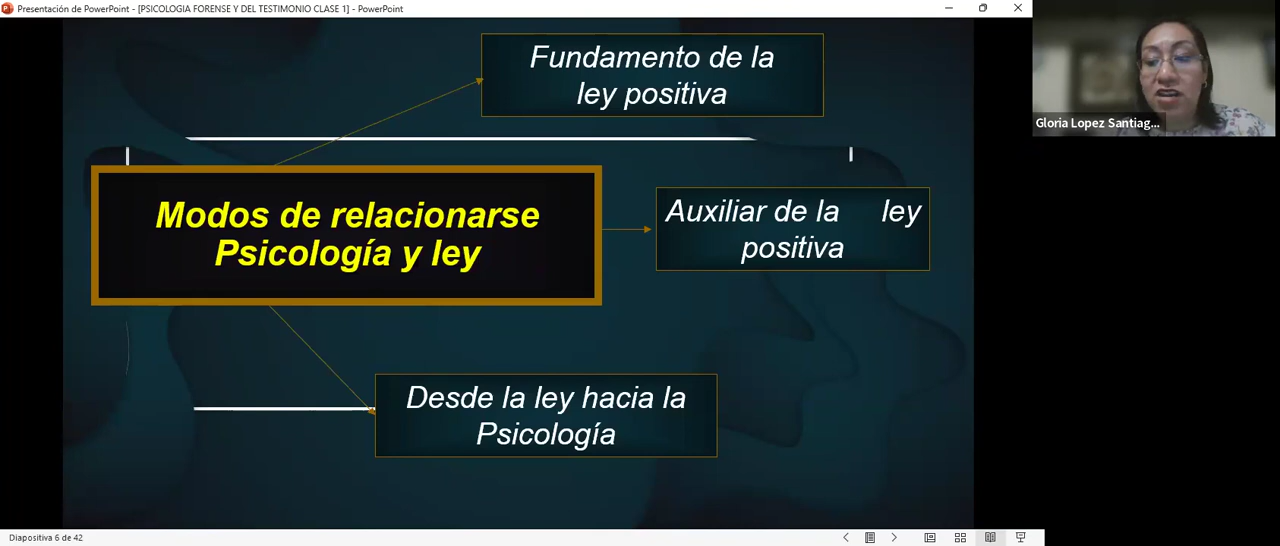 Presentación de PowerPoint - [PSICOLOGIA FORENSE Y DEL TESTIMONIO CLASE 1] - PowerPoint
Fundamento de la
ley positiva
Modos de relacionarse
Psicología y ley
Auxiliar de la ley
positiva
Desde la ley hacia la
Psicología
Gloria Lopez Santiag...
Diapositiva 6 de 42